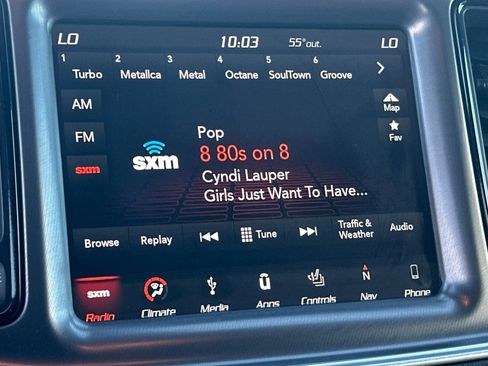 LO 10:03 55°out. LO
1 2 3 4 5 6
Turbo Metallca Metal Octane SoulTown Groove
AM
Map
FM
Fav
sxm
sxm
Pop
8 80s on 8
Cyndi Lauper
Girls Just Want To Have...
Browse Replay Tune Traffic & Weather Audio
sxm
Radio Climate Media Apps Controls Nav Phone
N
ü